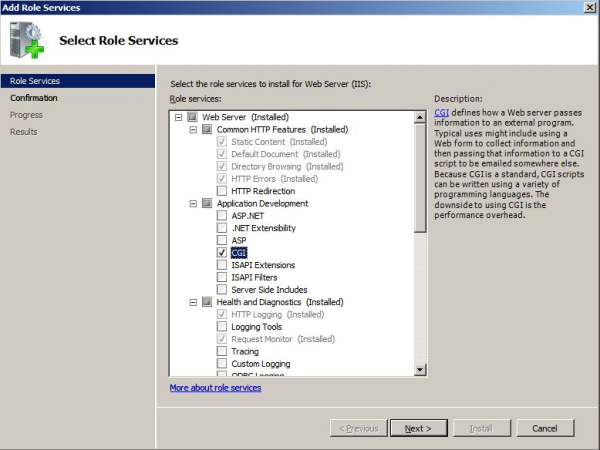 Add Role Services
Select Role Services
Role Services
Confirmation
Progress
Results
Select the role services to install for Web Server (IIS):
Role services:
Web Server (Installed)
Common HTTP Features (Installed)
Static Content (Installed)
Default Document (Installed)
Directory Browsing (Installed)
HTTP Errors (Installed)
HTTP Redirection
Application Development
ASP.NET
.NET Extensibility
ASP
CGI
ISAPI Extensions
ISAPI Filters
Server Side Includes
Health and Diagnostics (Installed)
HTTP Logging (Installed)
Logging Tools
Request Monitor (Installed)
Tracing
Custom Logging
ODBC Logging
More about role services
Description:
CGI defines how a Web server passes
information to an external program.
Typical uses might include using a
Web form to collect information and
then passing that information to a CGI
script to be emailed somewhere else.
Because CGI is a standard, CGI scripts
can be written using a variety of
programming languages. The
downside to using CGI is the
performance overhead.
< Previous
Next >
Install
Cancel